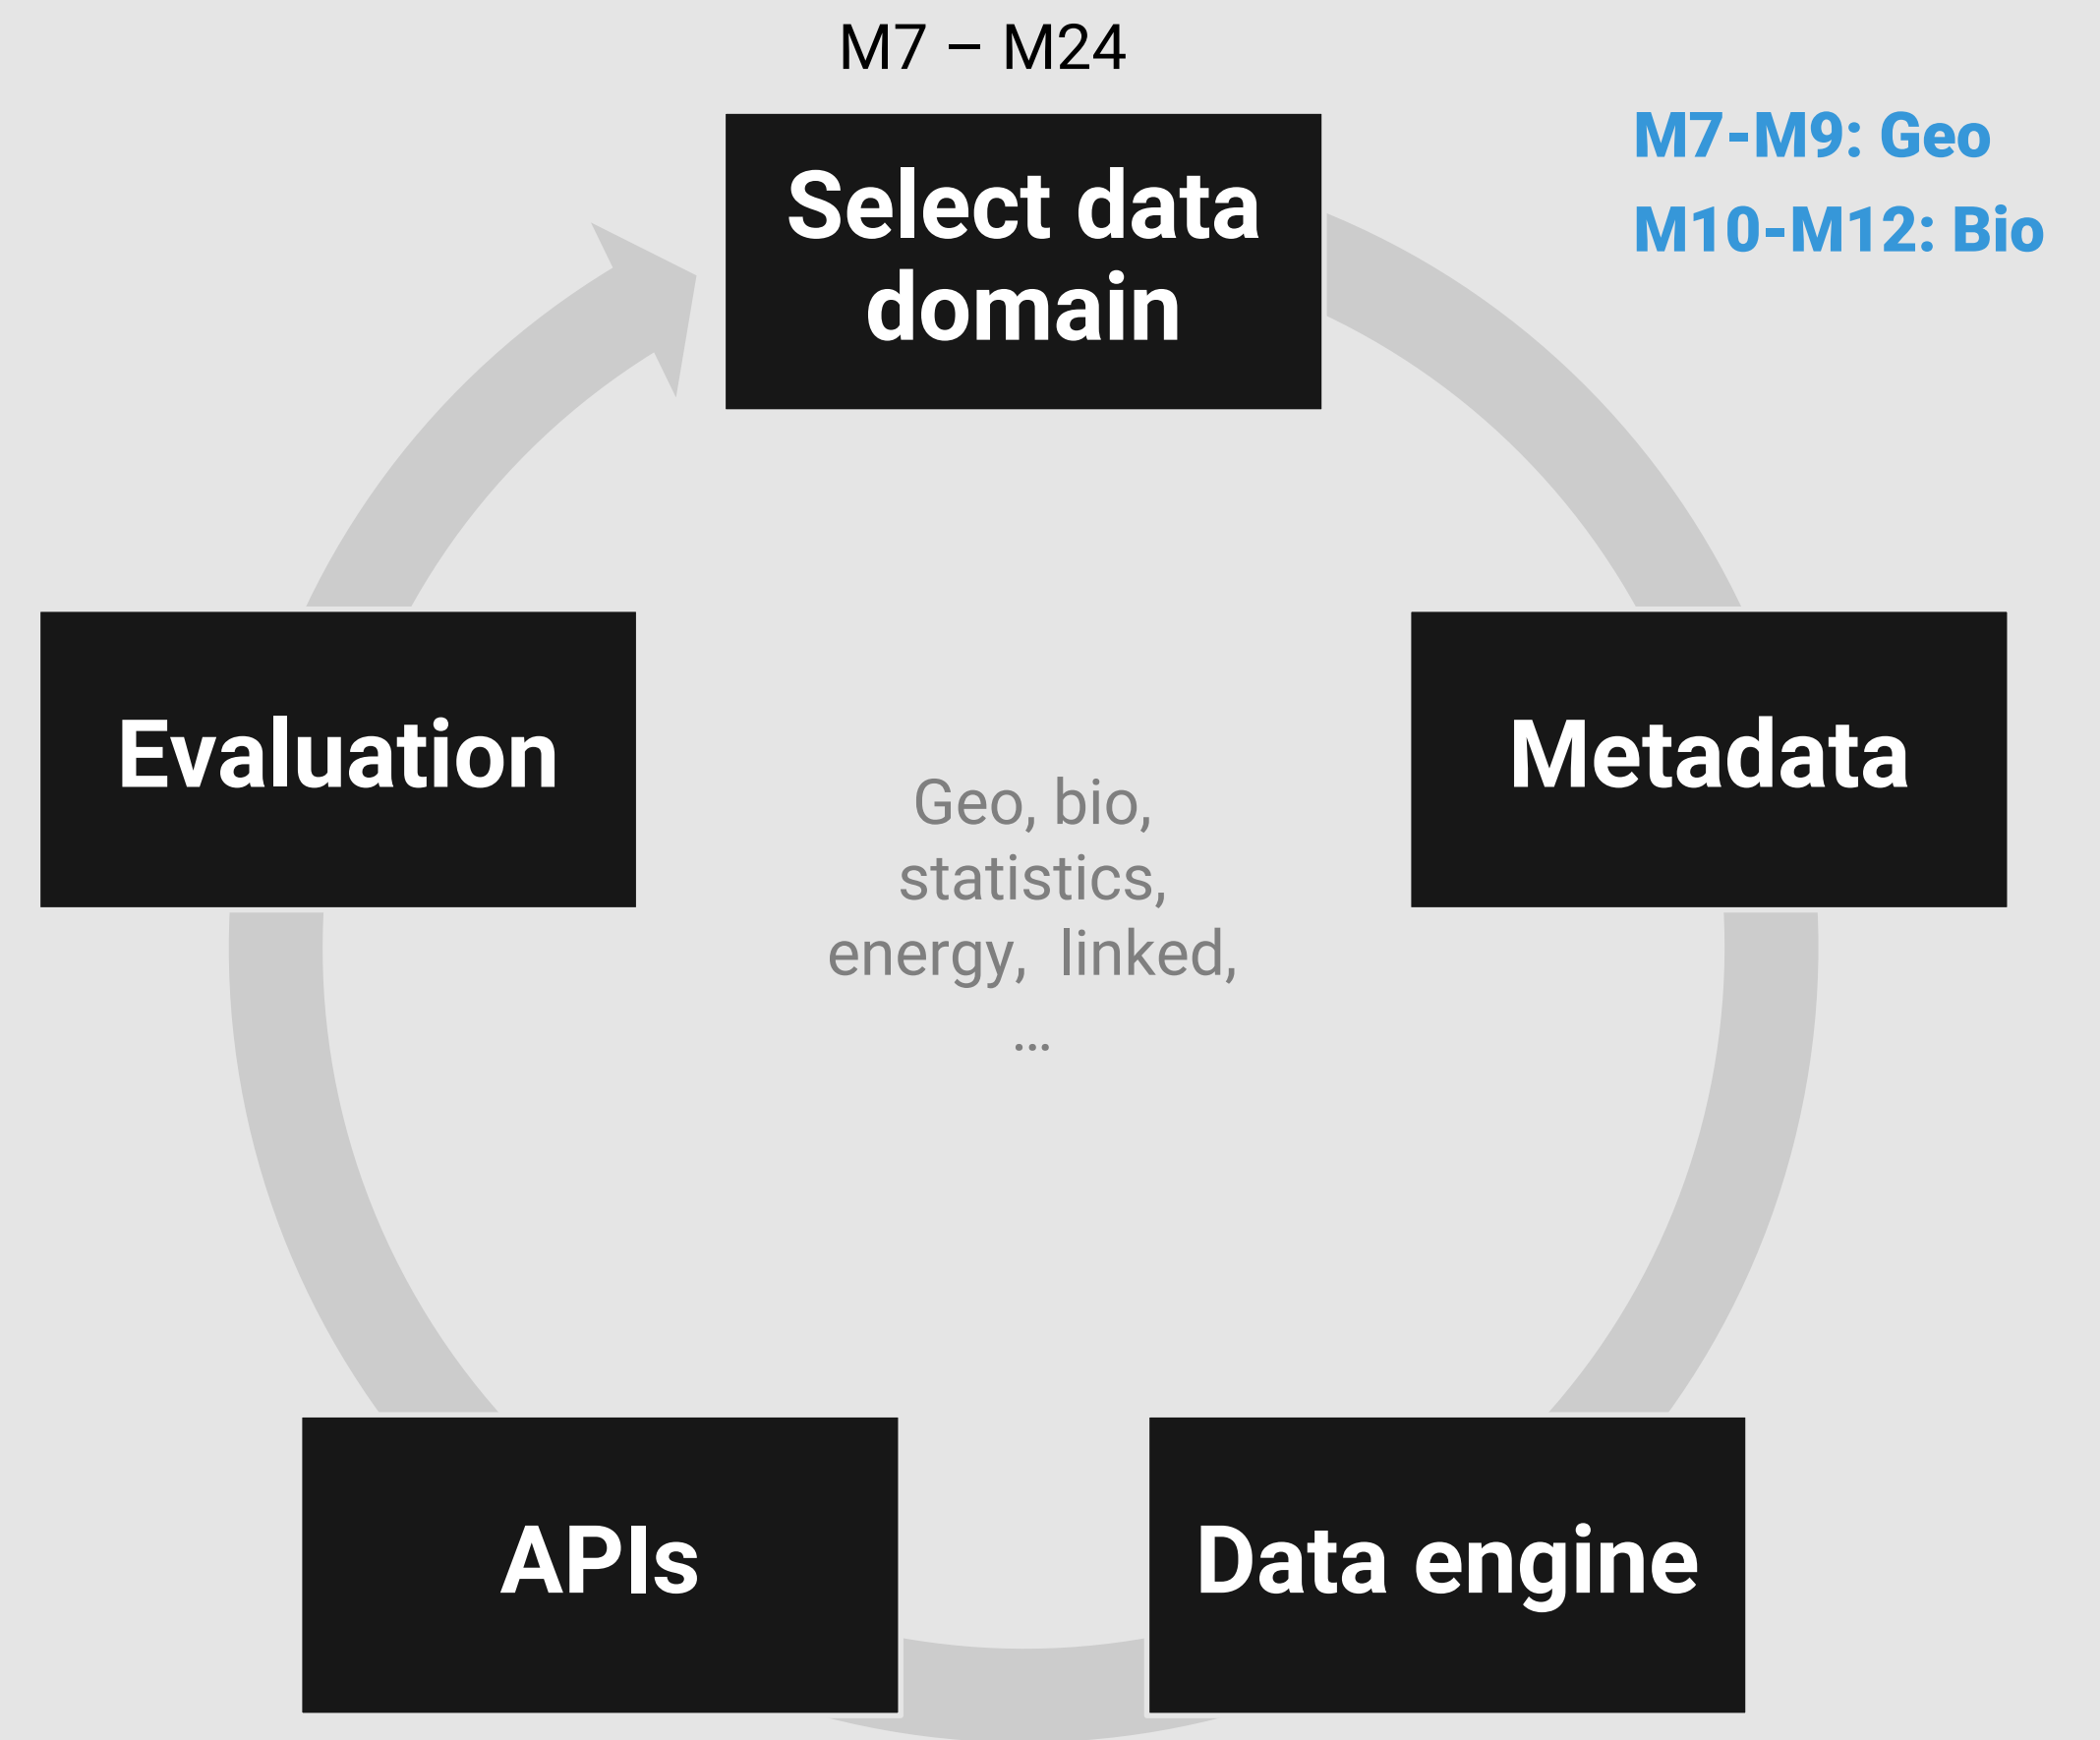 M7 – M24
M7-M9: Geo
M10-M12: Bio
Select data
domain
Evaluation
Metadata
Geo, bio,
statistics,
energy, linked,
...
APIs
Data engine